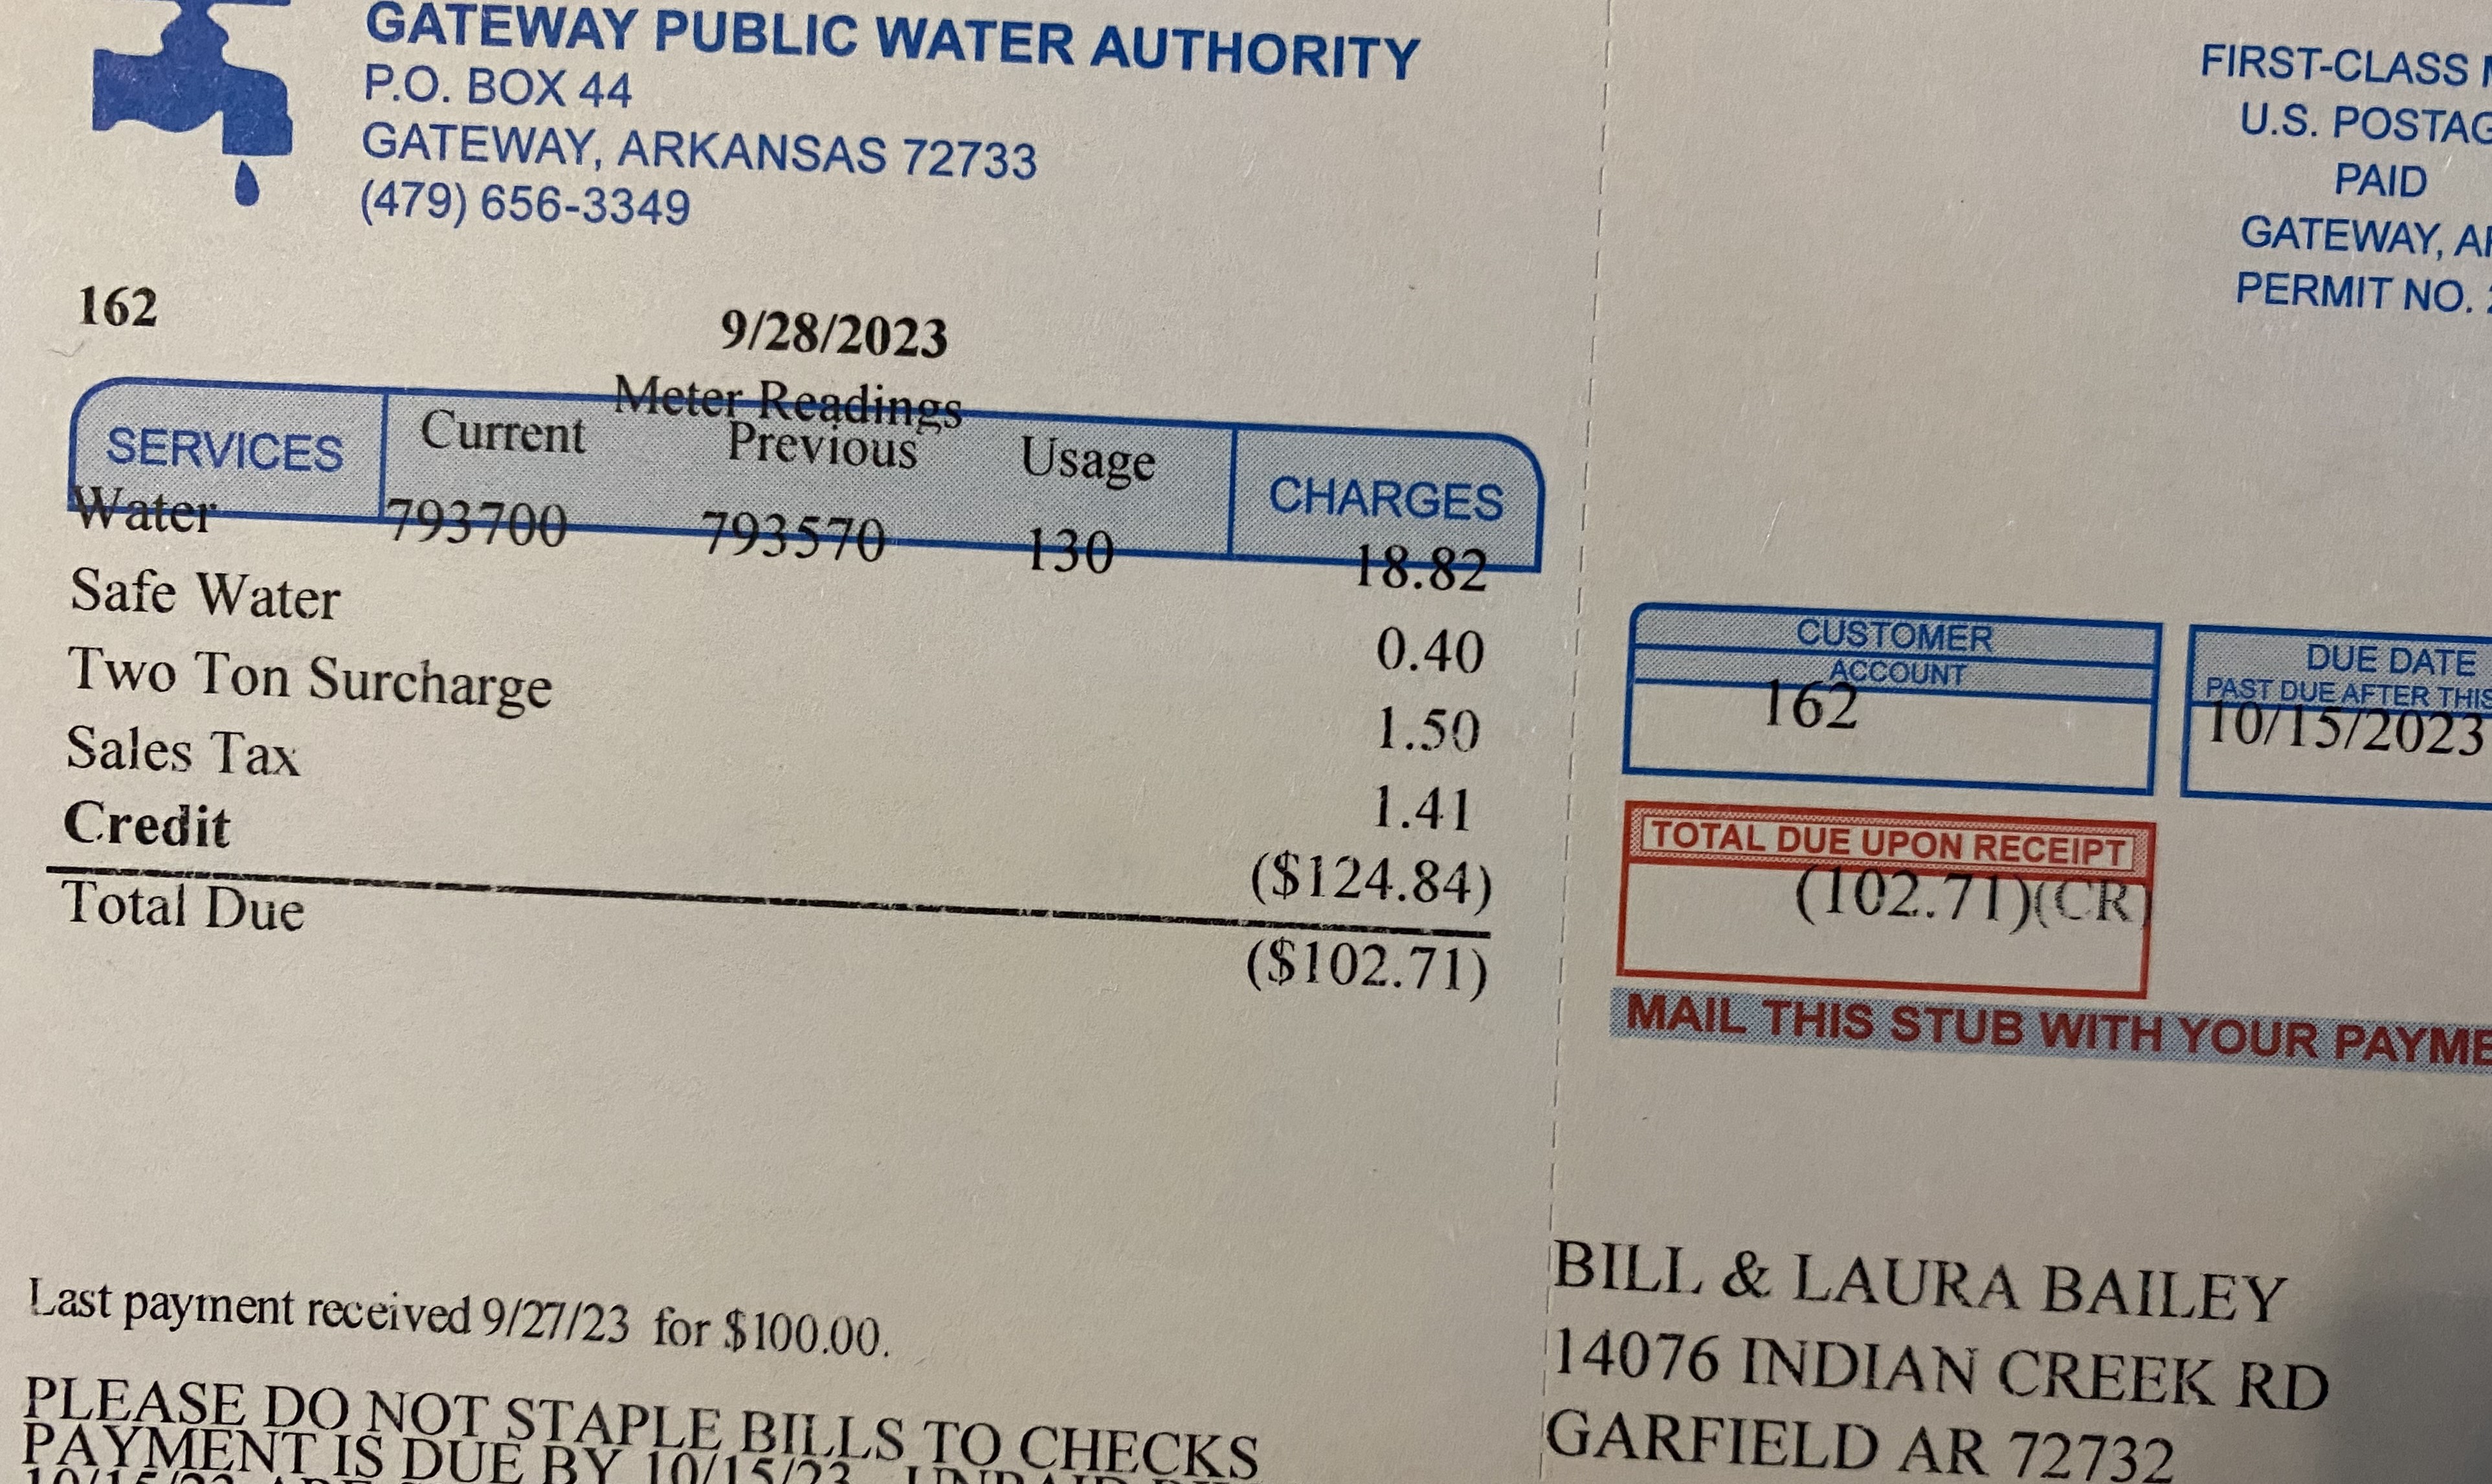 GATEWAY PUBLIC WATER AUTHORITY
P.O. BOX 44
GATEWAY, ARKANSAS 72733
(479) 656-3349
FIRST-CLASS
U.S. POSTAG
PAID
GATEWAY, A
PERMIT NO.
162
9/28/2023
Meter Readings
SERVICES Current Previous Usage CHARGES
Water 793700 793570 130 18.82
Safe Water 0.40
Two Ton Surcharge 1.50
Sales Tax 1.41
Credit ($124.84)
Total Due ($102.71)
CUSTOMER
ACCOUNT
162
DUE DATE
PAST DUE AFTER THIS
10/15/2023
TOTAL DUE UPON RECEIPT
(102.71)(CR)
MAIL THIS STUB WITH YOUR PAYME
Last payment received 9/27/23 for $100.00.
PLEASE DO NOT STAPLE BILLS TO CHECKS
PAYMENT IS DUE BY 10/15/23
BILL & LAURA BAILEY
14076 INDIAN CREEK RD
GARFIELD AR 72732